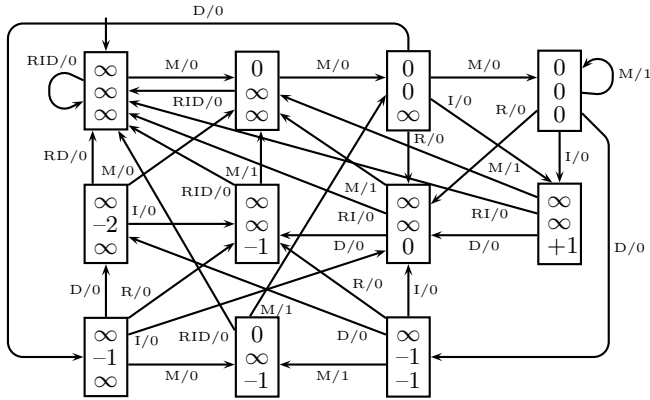 D/0
RID/0 M/0 M/0 M/0 M/1
∞ 0 0 0
∞ ∞ 0 0
∞ ∞ ∞ 0
RID/0 I/0 R/0
R/0
RD/0 M/0 M/1 M/1 I/0
RID/0 M/1
∞ ∞ ∞ ∞
–2 ∞ ∞ ∞
∞ –1 0 +1
I/0 RI/0 RI/0
D/0 D/0 D/0
D/0 R/0 R/0 I/0
M/1
I/0 RID/0 D/0
∞ 0 ∞
–1 ∞ –1
∞ –1 –1
M/0 M/1